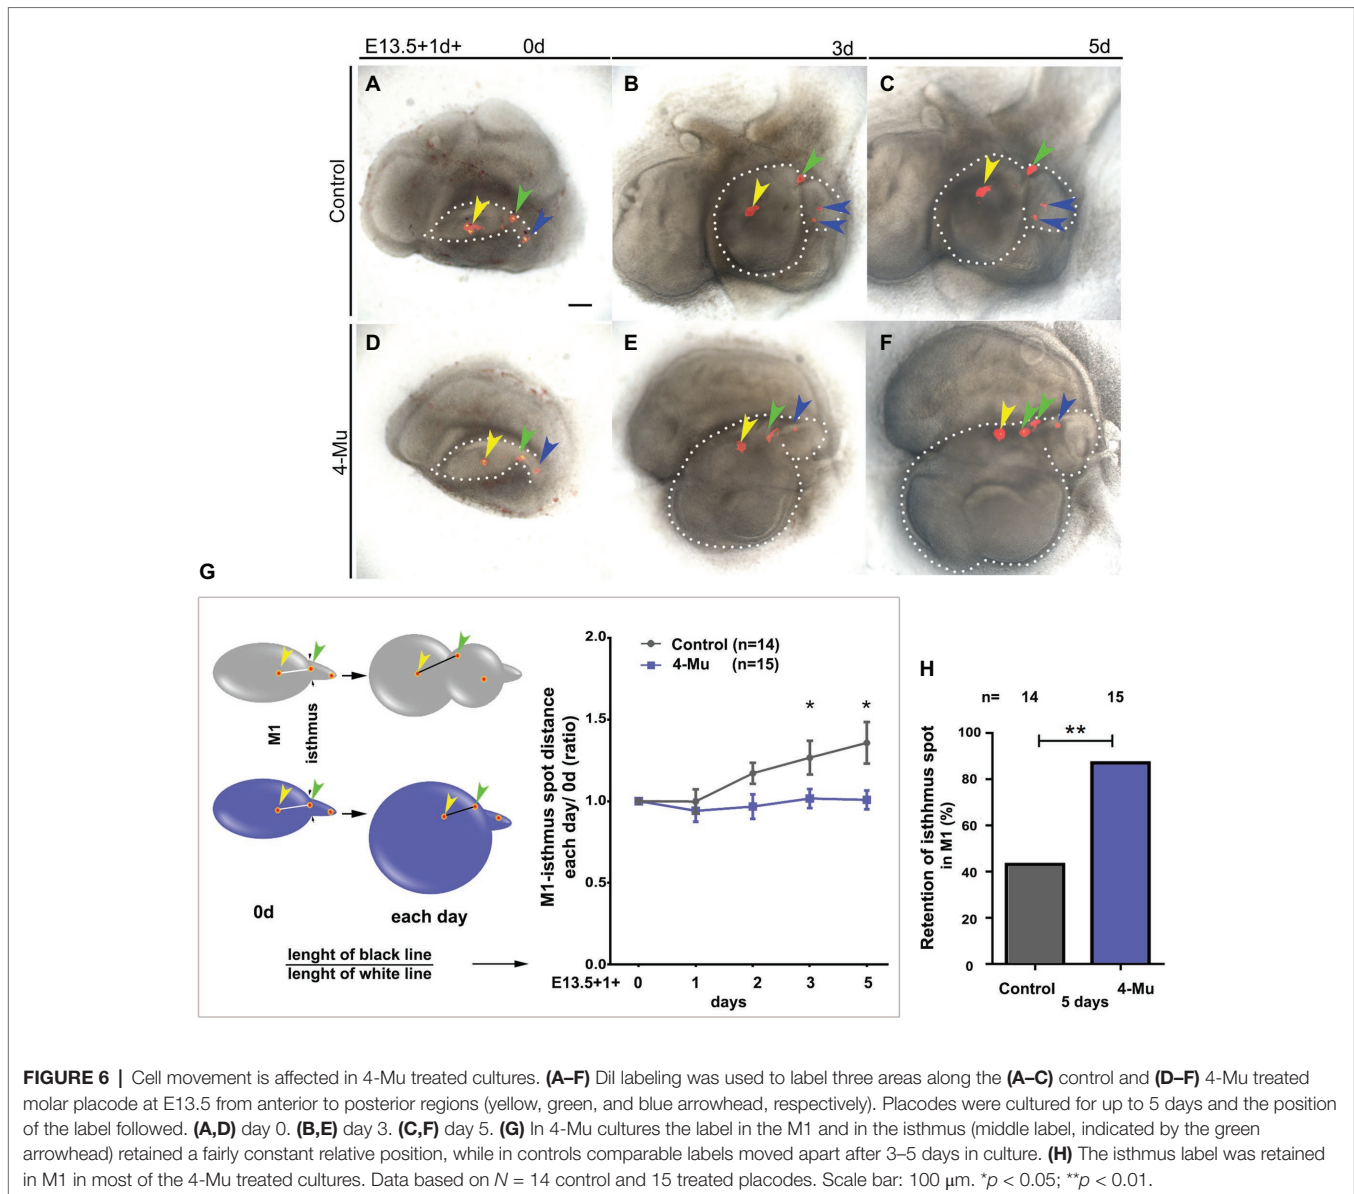 E13.5+1d+ 0d 3d 5d
A B C
Control
D E F
4-Mu
G
M1
isthmus
0d
each day
lenght of black line
lenght of white line
M1-isthmus spot distance
each day/ 0d (ratio)
2.0
1.5
1.0
0.5
0.0
Control (n=14)
4-Mu (n=15)
* *
E13.5+1+ 0 1 2 3 5
days
H
n= 14 15
**
Retention of isthmus spot
in M1 (%)
100
80
60
40
20
0
Control 4-Mu
5 days
FIGURE 6 | Cell movement is affected in 4-Mu treated cultures. (A–F) DiI labeling was used to label three areas along the (A–C) control and (D–F) 4-Mu treated
molar placode at E13.5 from anterior to posterior regions (yellow, green, and blue arrowhead, respectively). Placodes were cultured for up to 5 days and the position
of the label followed. (A,D) day 0. (B,E) day 3. (C,F) day 5. (G) In 4-Mu cultures the label in the M1 and in the isthmus (middle label, indicated by the green
arrowhead) retained a fairly constant relative position, while in controls comparable labels moved apart after 3–5 days in culture. (H) The isthmus label was retained
in M1 in most of the 4-Mu treated cultures. Data based on N = 14 control and 15 treated placodes. Scale bar: 100 μm. *p < 0.05; **p < 0.01.